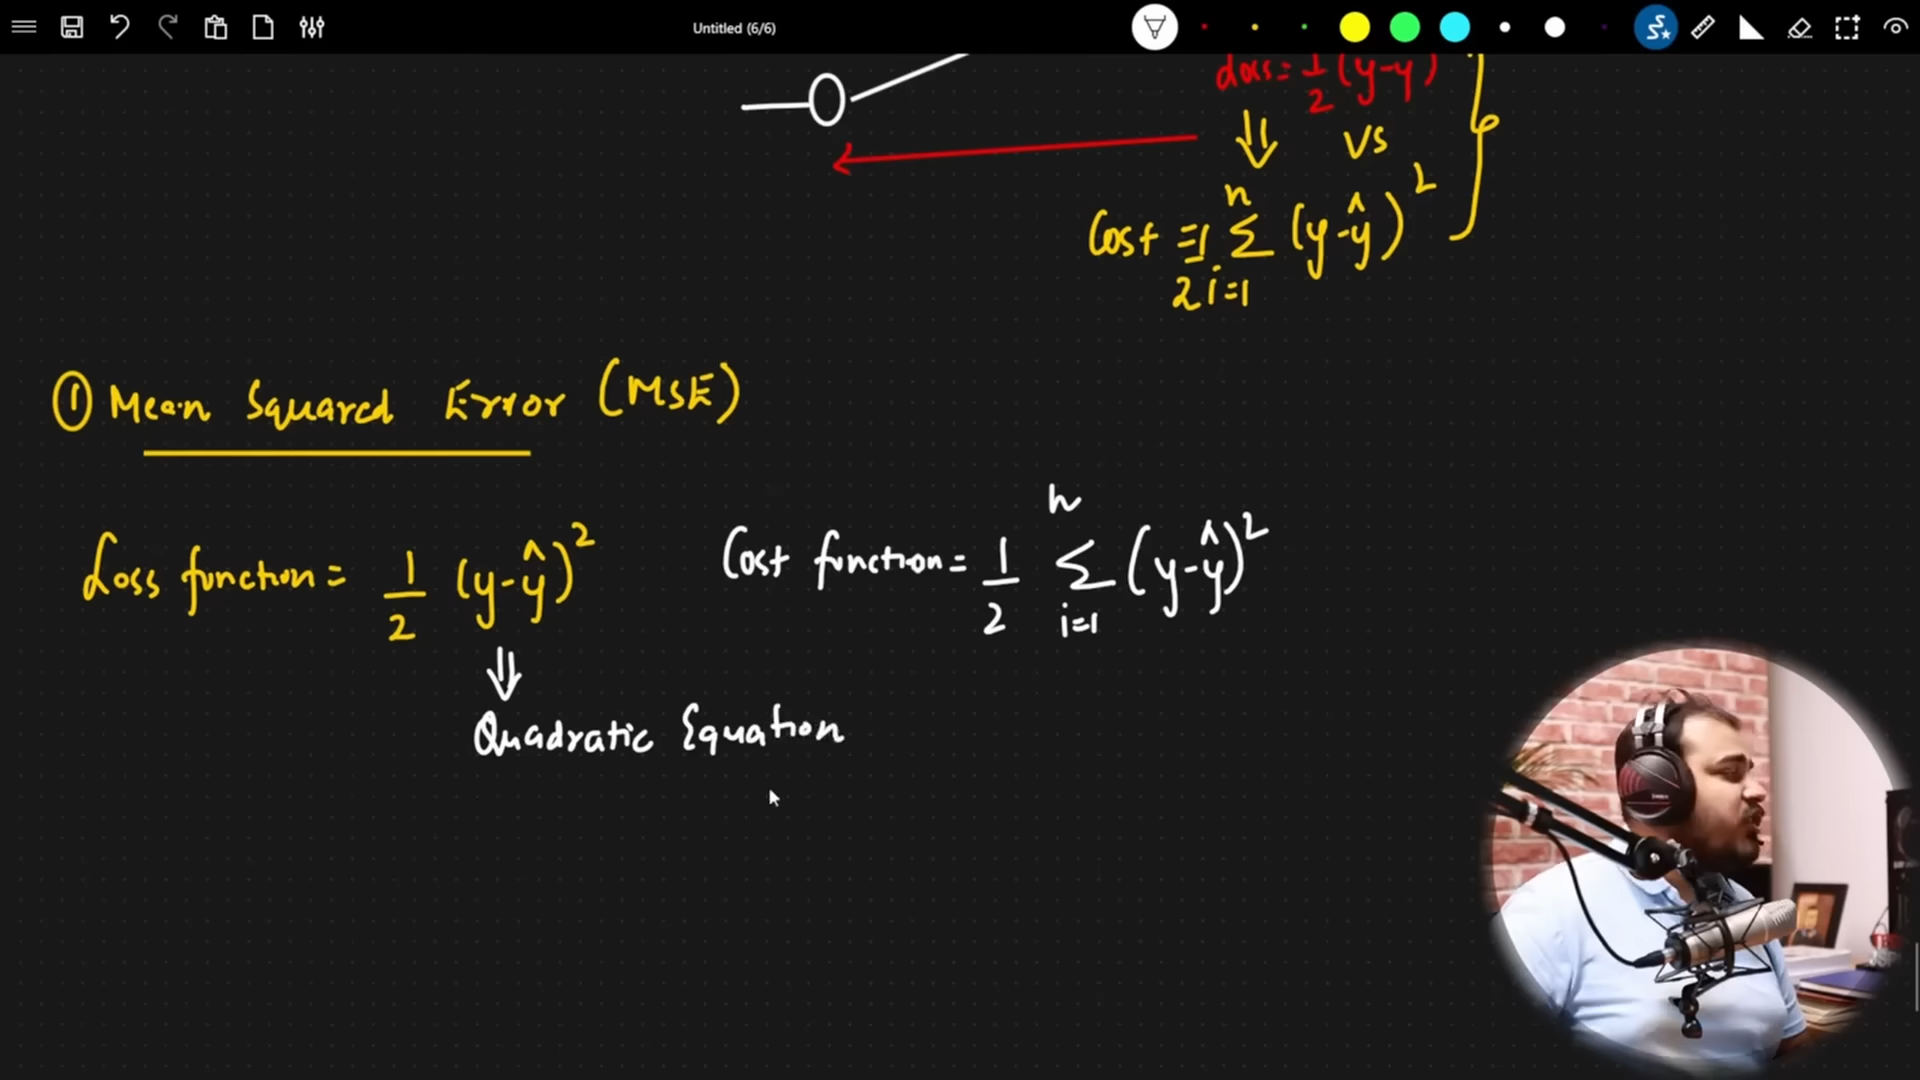 Untitled (6/6)
Loss = 1/2 (y-y)
VS
Cost = 1/2 n Σ i=1 (y-ŷ)²
① Mean Squared Error (MSE)
Loss function = 1/2 (y-ŷ)²
Cost function = 1/2 n Σ i=1 (y-ŷ)²
Quadratic Equation